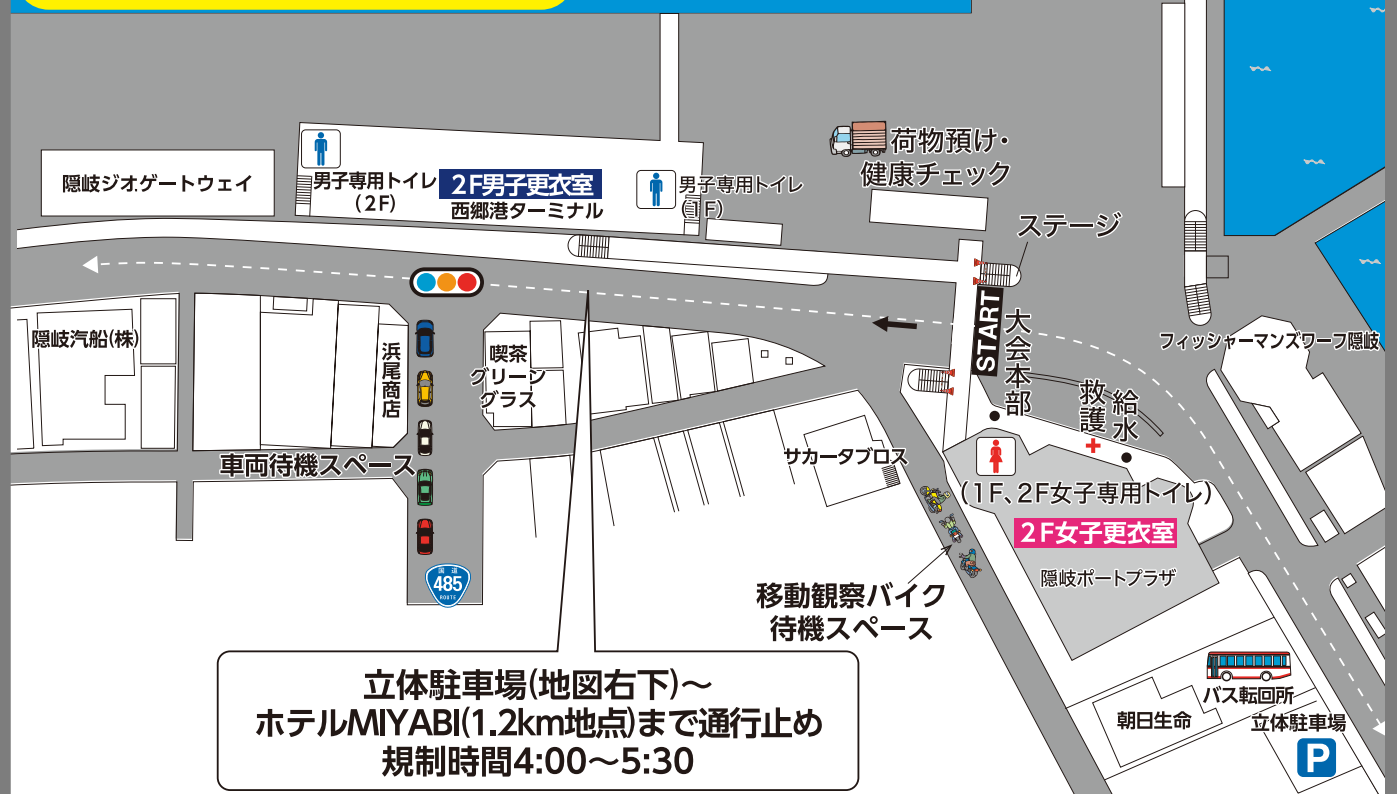 荷物預け・
健康チェック
隠岐ジオゲートウェイ
男子専用トイレ
(2F)
2F男子更衣室
西郷港ターミナル
男子専用トイレ
(1F)
ステージ
START
大会本部
隠岐汽船(株)
浜尾商店
喫茶
グリーン
グラス
フィッシャーマンズワーフ隠岐
救護
給水
車両待機スペース
サカータブロス
(1F、2F女子専用トイレ)
2F女子更衣室
隠岐ポートプラザ
国道
485
ROUTE
移動観察バイク
待機スペース
立体駐車場(地図右下)～
ホテルMIYABI(1.2km地点)まで通行止め
規制時間4:00～5:30
バス転回所
朝日生命
立体駐車場
P